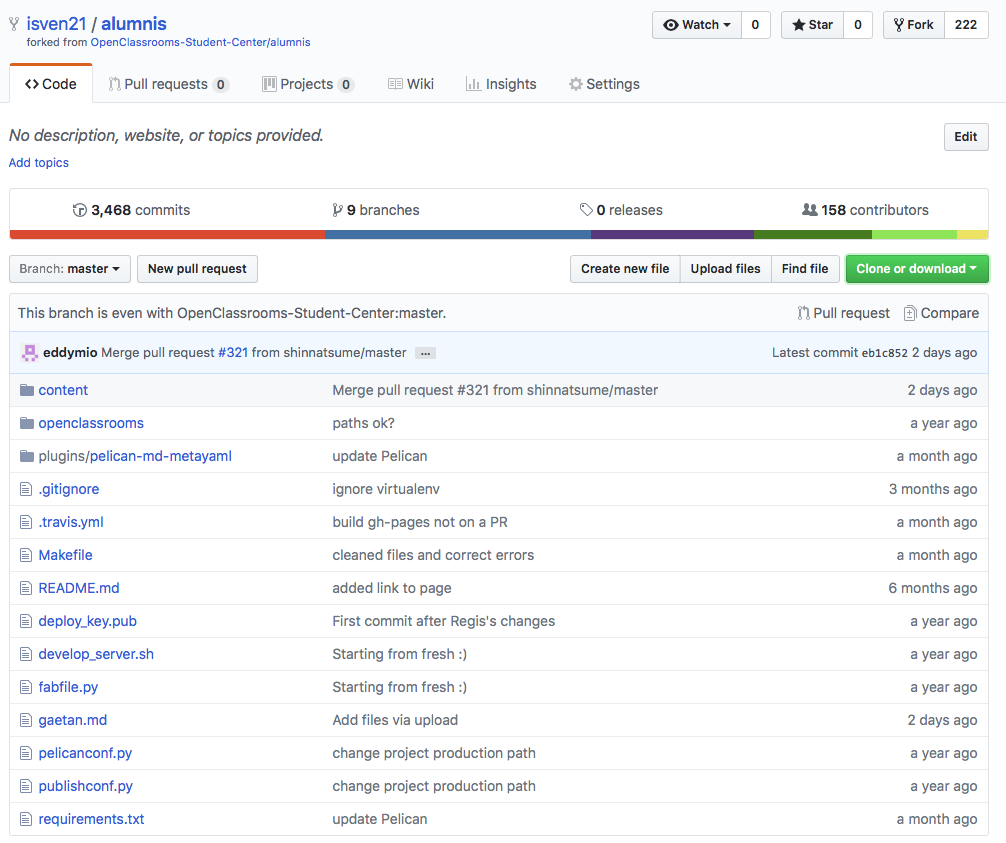 isven21 / alumnis
Watch 0 Star 0 Fork 222
forked from OpenClassrooms-Student-Center/alumnis
Code Pull requests 0 Projects 0 Wiki Insights Settings
No description, website, or topics provided.
Edit
Add topics
3,468 commits 9 branches 0 releases 158 contributors
Branch: master New pull request Create new file Upload files Find file Clone or download
This branch is even with OpenClassrooms-Student-Center:master. Pull request Compare
eddymio Merge pull request #321 from shinnatsume/master ... Latest commit eb1c852 2 days ago
content Merge pull request #321 from shinnatsume/master 2 days ago
openclassrooms paths ok? a year ago
plugins/pelican-md-metayaml update Pelican a month ago
.gitignore ignore virtualenv 3 months ago
.travis.yml build gh-pages not on a PR a month ago
Makefile cleaned files and correct errors a month ago
README.md added link to page 6 months ago
deploy_key.pub First commit after Regis's changes a year ago
develop_server.sh Starting from fresh :) a year ago
fabfile.py Starting from fresh :) a year ago
gaetan.md Add files via upload 2 days ago
pelicanconf.py change project production path a year ago
publishconf.py change project production path a year ago
requirements.txt update Pelican a month ago